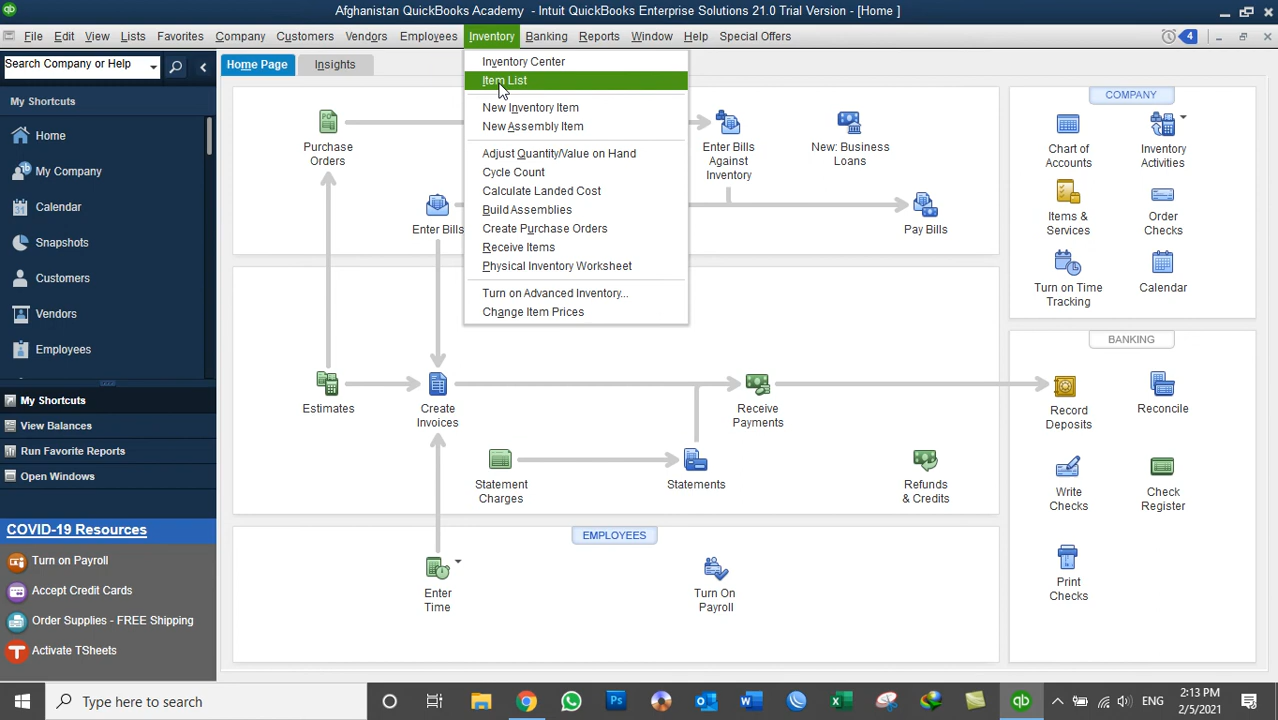 Afghanistan QuickBooks Academy - Intuit QuickBooks Enterprise Solutions 21.0 Trial Version - [Home ]
File Edit View Lists Favorites Company Customers Vendors Employees Inventory Banking Reports Window Help Special Offers 4
Search Company or Help
My Shortcuts
Home
My Company
Calendar
Snapshots
Customers
Vendors
Employees
My Shortcuts
View Balances
Run Favorite Reports
Open Windows
COVID-19 Resources
Turn on Payroll
Accept Credit Cards
Order Supplies - FREE Shipping
Activate TSheets
Home Page Insights
Inventory Center
Item List
New Inventory Item
New Assembly Item
Adjust Quantity/Value on Hand
Cycle Count
Calculate Landed Cost
Build Assemblies
Create Purchase Orders
Receive Items
Physical Inventory Worksheet
Turn on Advanced Inventory...
Change Item Prices
Purchase
Orders
Enter Bills
Enter Bills
Against
Inventory
New: Business
Loans
Pay Bills
Estimates
Create
Invoices
Receive
Payments
Statement
Charges
Statements
Refunds
& Credits
EMPLOYEES
Enter
Time
Turn On
Payroll
COMPANY
Chart of
Accounts
Inventory
Activities
Items &
Services
Order
Checks
Turn on Time
Tracking
Calendar
BANKING
Record
Deposits
Reconcile
Write
Checks
Check
Register
Print
Checks
Type here to search
ENG
2:13 PM
2/5/2021